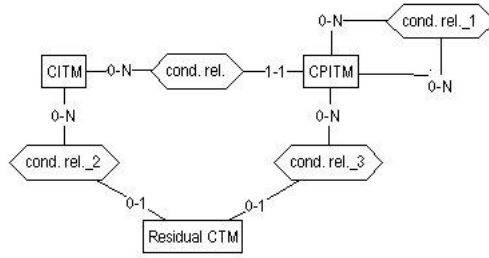 0-N
cond. rel._1
CITM
0-N
cond. rel.
1-1
CPITM
0-N
0-N
0-N
cond. rel._2
cond. rel._3
0-1
0-1
Residual CTM